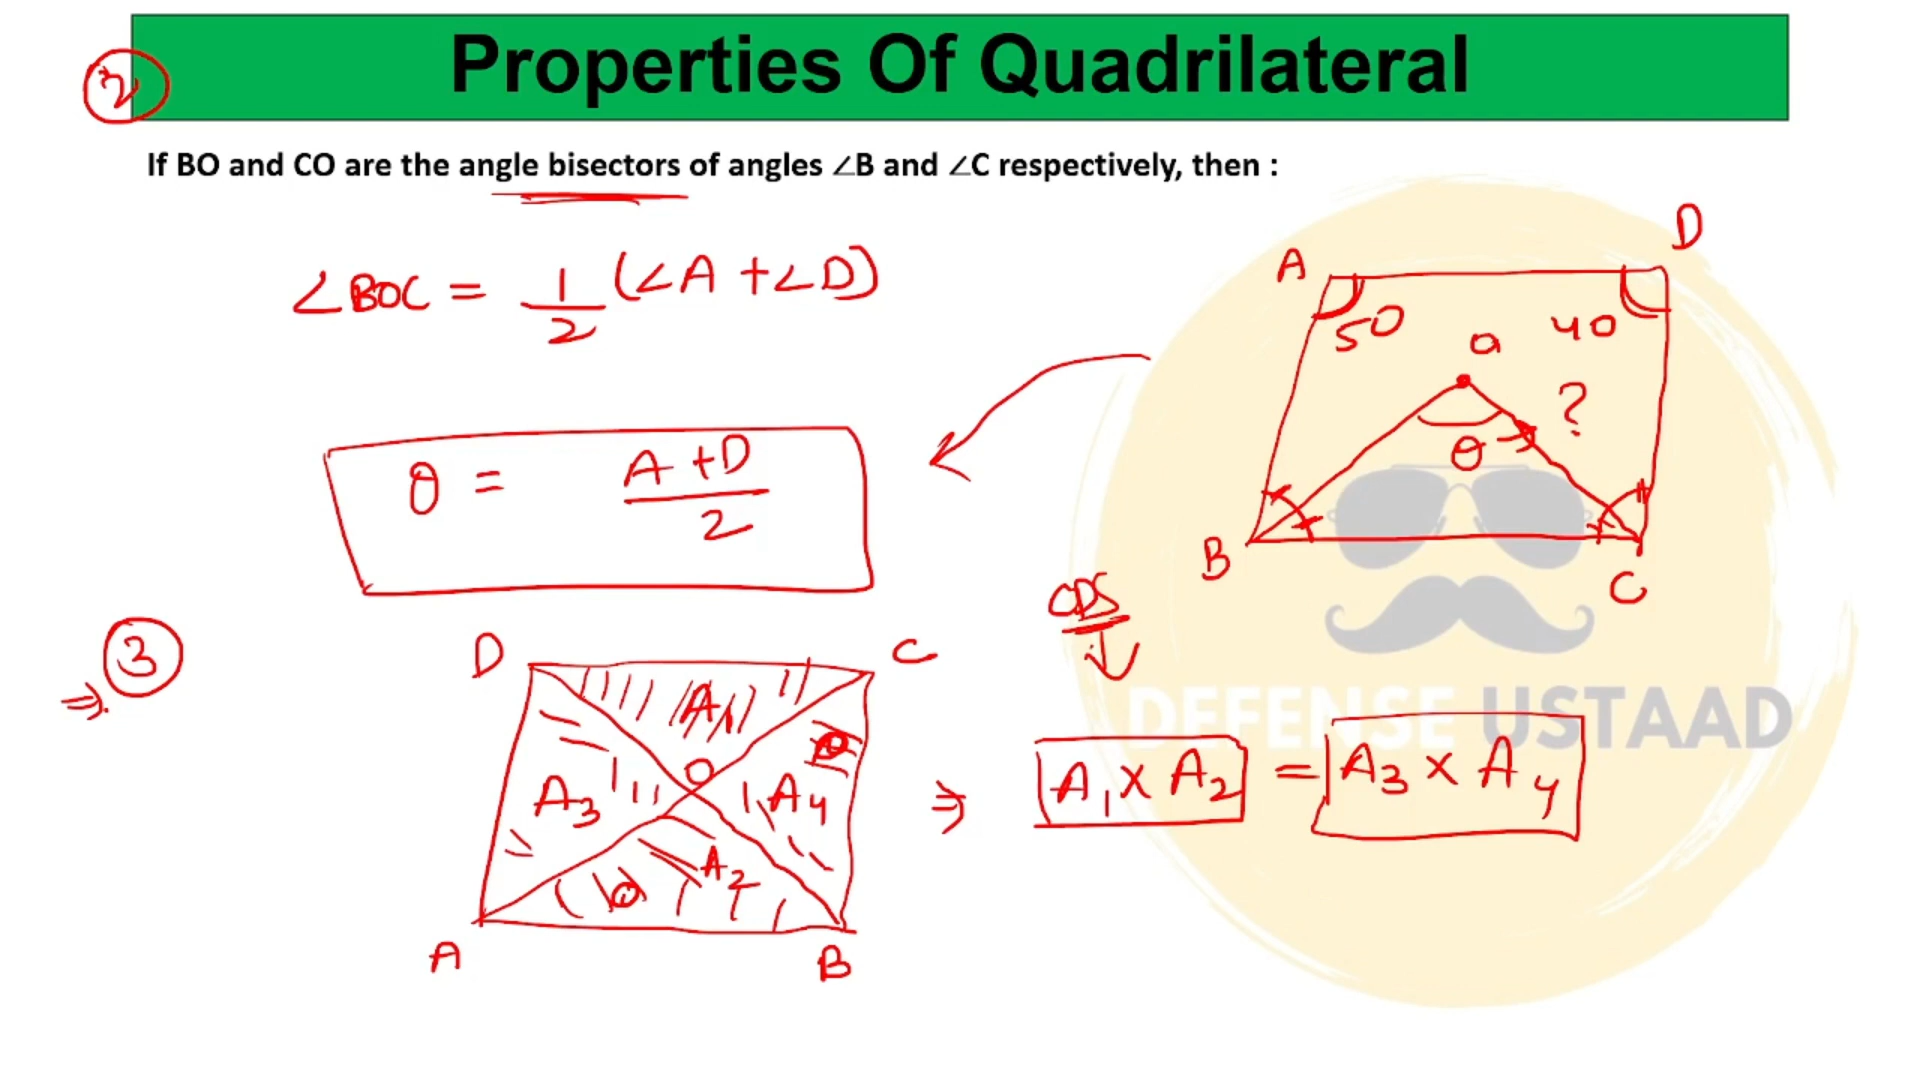 Properties Of Quadrilateral
2
If BO and CO are the angle bisectors of angles ∠B and ∠C respectively, then :
∠BOC = 1/2 (∠A + ∠D)
A D
50 40
O
?
θ
B C
θ = A + D / 2
CDS
3
D C
A1
O
A3 A4
A2
A B
⇒ A1 × A2 = A3 × A4
⇒
DEFENSE USTAAD